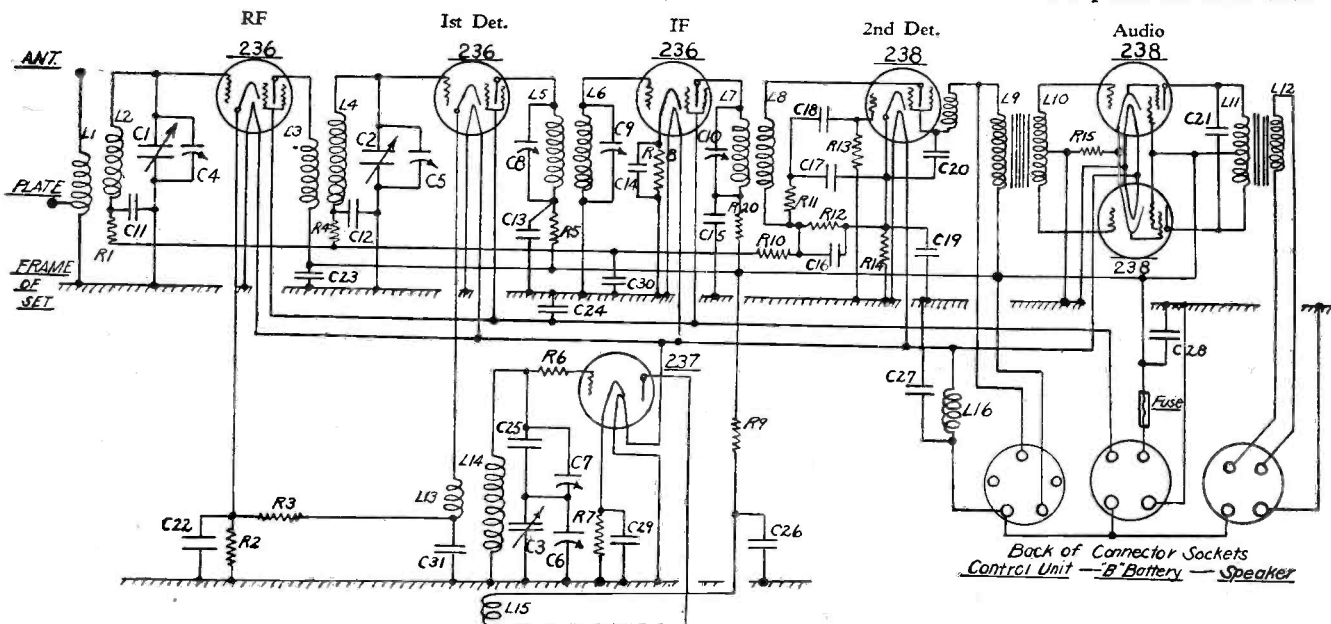 RF
1st Det.
IF
2nd Det.
Audio
236
236
236
238
238
ANT.
L1
L2
C1
C4
L3
L4
C2
C5
L5
C8
L6
C9
C14
R
8
L7
C10
L8
C18
R13
C17
C20
L9
L10
R15
C21
L11
L12
PLATE
C11
R1
R4
C12
C13
R5
C15
R20
R11
R12
R10
C16
R14
C19
238
FRAME
OF
SET
C23
C30
C24
C28
237
R6
C27
L16
Fuse
R9
C25
C7
L14
L13
R3
C22
R2
C31
C3
C6
R7
C29
C26
L15
Back of Connector Sockets
Control Unit — "B" Battery — Speaker